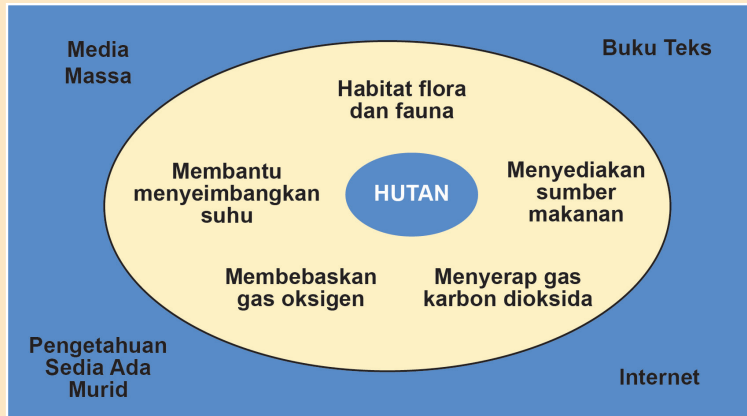 Media
Massa
Buku Teks
Habitat flora
dan fauna
Membantu
menyeimbangkan
suhu
HUTAN
Menyediakan
sumber
makanan
Membebaskan
gas oksigen
Menyerap gas
karbon dioksida
Pengetahuan
Sedia Ada
Murid
Internet